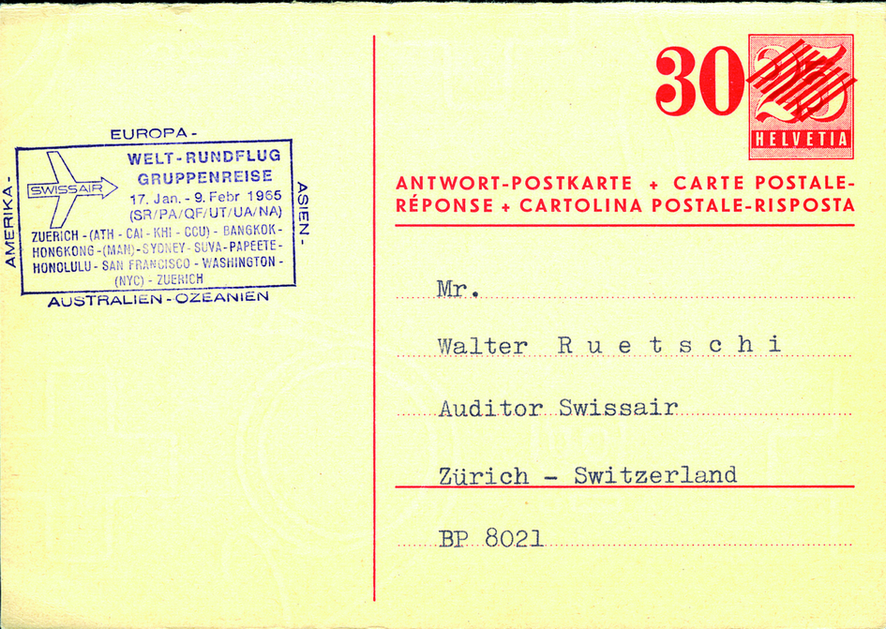 EUROPA-
AMERIKA-
SWISSAIR
WELT-RUNDFLUG
GRUPPENREISE
17. Jan. - 9. Febr 1965
(SR/PA/QF/UT/UA/NA)
ZUERICH - (ATH - CAI - KHI - CCU) - BANGKOK-
HONGKONG -(MAN)-SYDNEY - SUVA - PAPEETE-
HONOLULU - SAN FRANCISCO - WASHINGTON -
(NYC) - ZUERICH
ASIEN-
AUSTRALIEN - OZEANIEN
30
HELVETIA
ANTWORT-POSTKARTE + CARTE POSTALE-
RÉPONSE + CARTOLINA POSTALE-RISPOSTA
Mr.
Walter R u e t s c h i
Auditor Swissair
Zürich - Switzerland
BP 8021